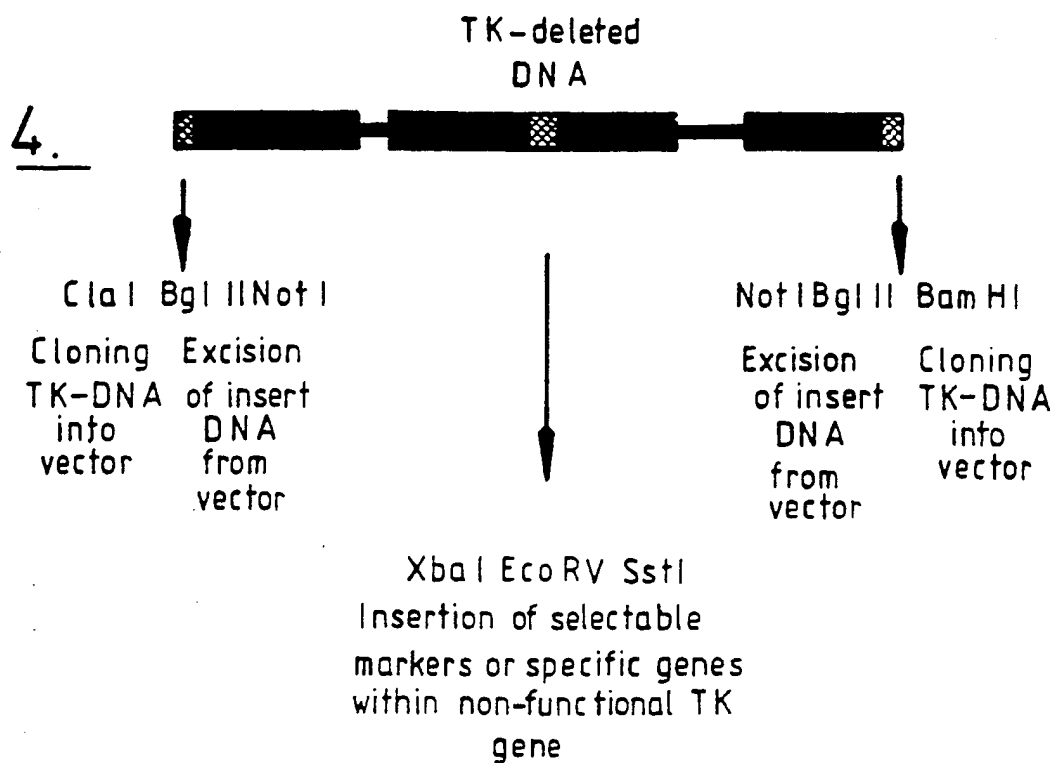 TK-deleted
DNA
4.
Cla I Bgl II Not I
Not I Bgl II Bam HI
Cloning
TK-DNA
into
vector
Excision
of insert
DNA
from
vector
Excision
of insert
DNA
from
vector
Cloning
TK-DNA
into
vector
Xba I Eco RV Sst I
Insertion of selectable
markers or specific genes
within non-functional TK
gene